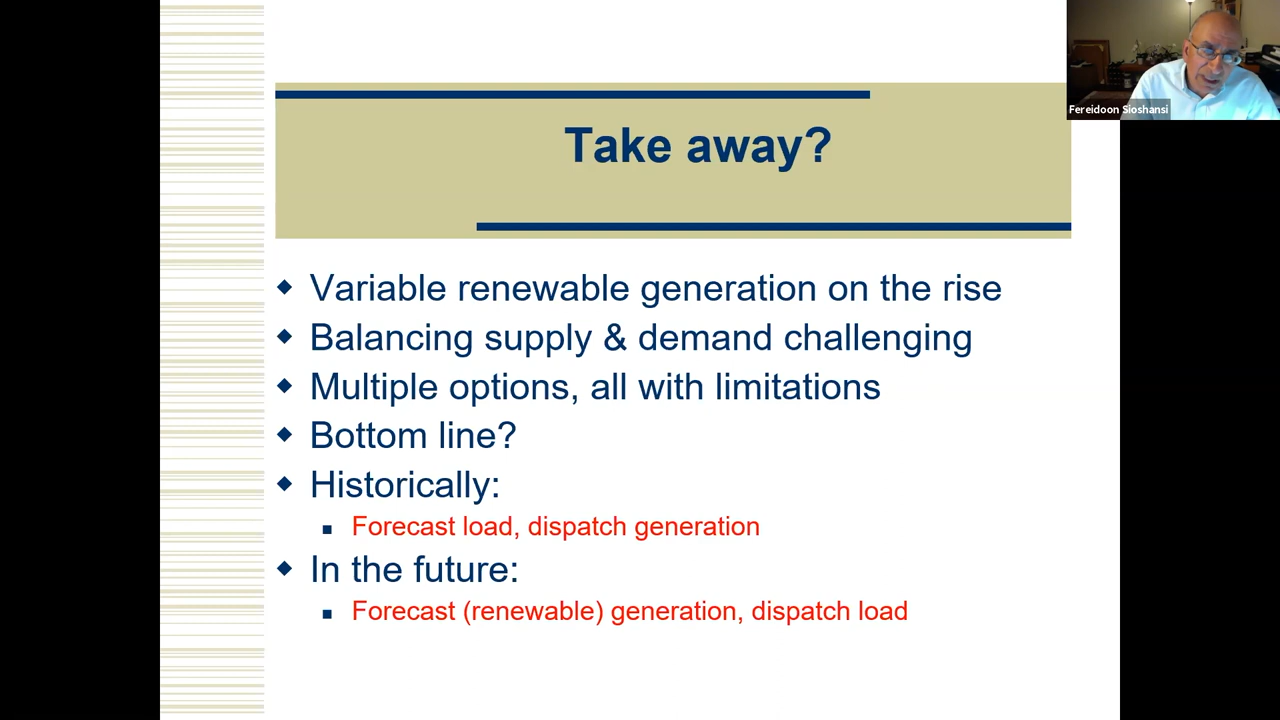 Take away?
Fereidoon Sioshansi
Variable renewable generation on the rise
Balancing supply & demand challenging
Multiple options, all with limitations
Bottom line?
Historically:
Forecast load, dispatch generation
In the future:
Forecast (renewable) generation, dispatch load